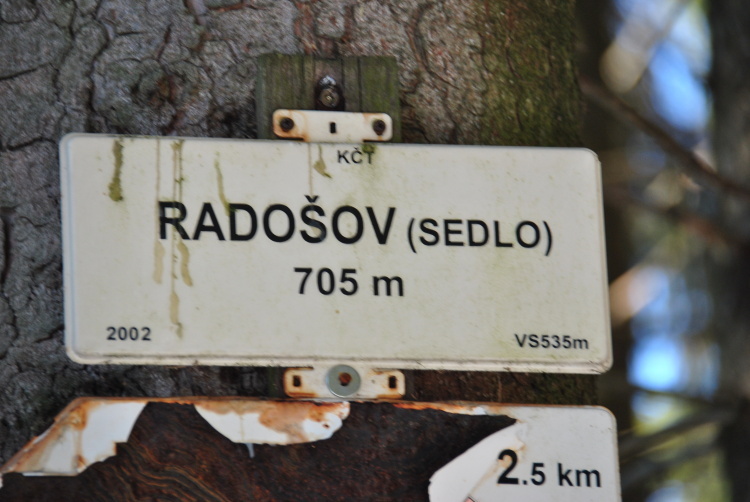 KČT
RADOŠOV (SEDLO)
705 m
2002 VS535m
2.5 km